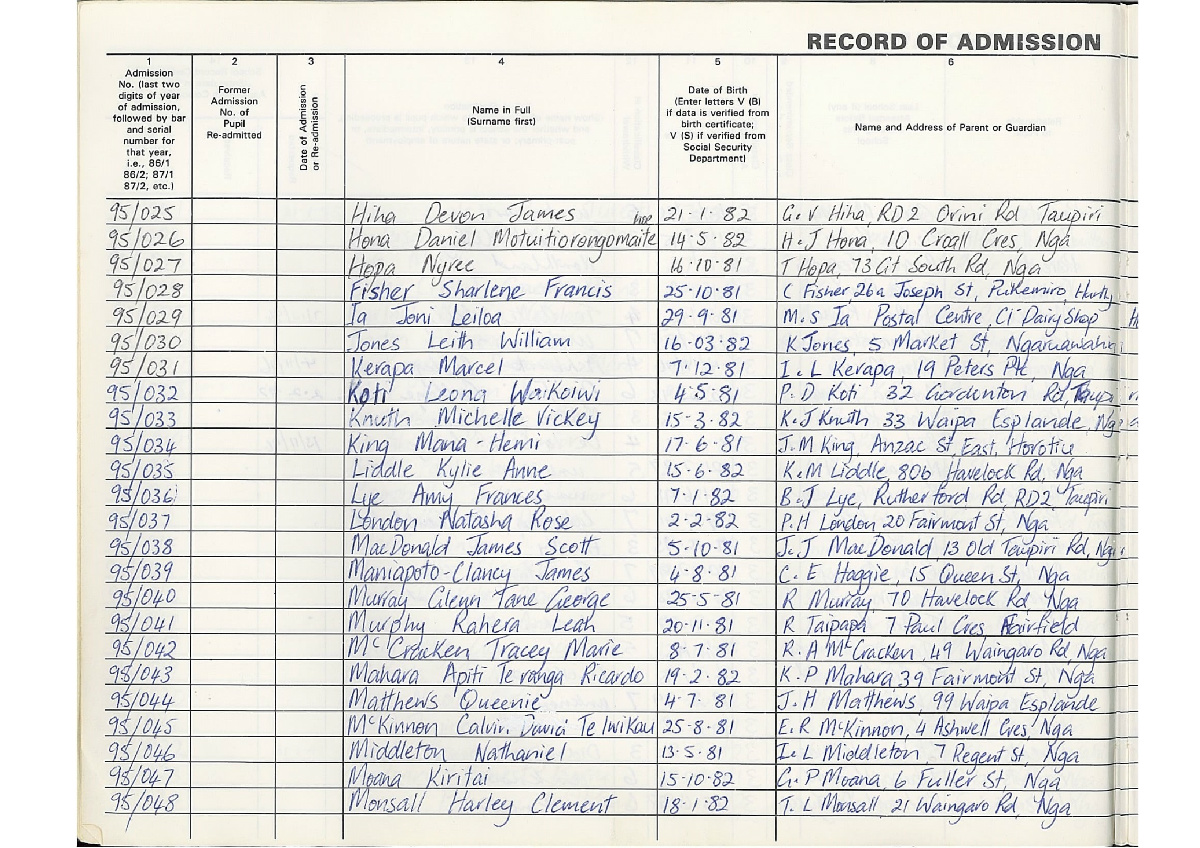 RECORD OF ADMISSION
1 2 3 4 5 6
Admission No. (last two digits of year of admission, followed by bar and serial number for that year, i.e., 86/1 86/2; 87/1 87/2, etc.)
Former Admission No. of Pupil Re-admitted
Date of Admission or Re-admission
Name in Full (Surname first)
Date of Birth (Enter letters V (B) if data is verified from birth certificate; V (S) if verified from Social Security Department)
Name and Address of Parent or Guardian
95/025 Hiha Devon James 21-1-82 G.V Hiha, RD2 Orini Rd Taupiri
95/026 Hona Daniel Motuitiorongomaite 14-5-82 H.J Hona, 10 Croall Cres, Nga
95/027 Hopa Nyree 16-10-81 T Hopa, 73 Gt South Rd, Nga
95/028 Fisher Sharlene Francis 25-10-81 C Fisher, 26a Joseph St, Pukemiro, Huntly
95/029 Ia Joni Leiloa 29-9-81 M.S Ia Postal Centre, C/- Dairy Shop
95/030 Jones Leith William 16-03-82 K Jones, 5 Market St, Ngaruawahia
95/031 Kerapa Marcel 7-12-81 I.L Kerapa, 19 Peters Pl, Nga
95/032 Koti Leona Waikoiwi 4-5-81 P.D Koti 32 Gordonton Rd, Taupiri
95/033 Knuth Michelle Vickey 15-3-82 K.J Knuth 33 Waipa Esplande, Nga
95/034 King Mana-Hemi 17-6-81 J.M King, Anzac St, East, Horotiu
95/035 Liddle Kylie Anne 15-6-82 K.M Liddle, 80b Havelock Rd, Nga
95/036 Lye Amy Frances 7-1-82 B.J Lye, Rutherford Rd, RD2 Taupiri
95/037 London Natasha Rose 2-2-82 P.H London 20 Fairmont St, Nga
95/038 MacDonald James Scott 5-10-81 J.J MacDonald 13 Old Taupiri Rd, Nga
95/039 Maniapoto-Clancy James 4-8-81 C.E Haggie, 15 Queen St, Nga
95/040 Murray Glenn Tane George 25-5-81 R Murray, 70 Havelock Rd, Nga
95/041 Murphy Rahera Leah 20-11-81 R Taipapa 7 Paul Cres Fairfield
95/042 McCracken Tracey Marie 8-7-81 R.A McCracken, 49 Waingaro Rd, Nga
95/043 Mahara Apiti Te ranga Ricardo 19-2-82 K.P Mahara 39 Fairmont St, Nga
95/044 Matthews Queenie 4-7-81 J.H Matthews, 99 Waipa Esplande
95/045 McKinnon Calvin David Te Iwikau 25-8-81 E.R McKinnon, 4 Ashwell Cres, Nga
95/046 Middleton Nathaniel 13-5-81 I.L Middleton, 7 Regent St, Nga
95/047 Moana Kiritai 15-10-82 G.P Moana, 6 Fuller St, Nga
95/048 Monsall Harley Clement 18-1-82 T.L Monsall, 21 Waingaro Rd, Nga